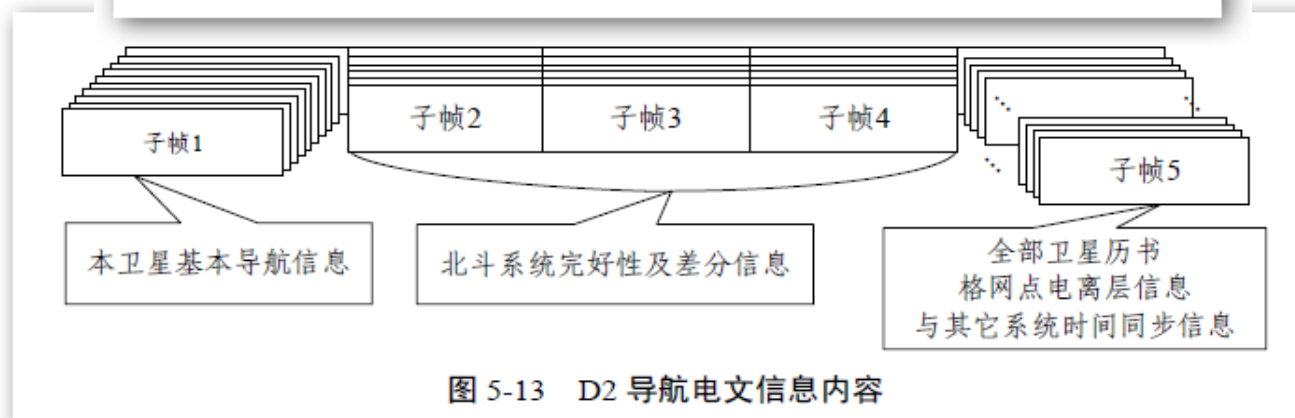 子帧1
子帧2
子帧3
子帧4
子帧5
本卫星基本导航信息
北斗系统完好性及差分信息
全部卫星历书
格网点电离层信息
与其它系统时间同步信息
图 5-13 D2 导航电文信息内容